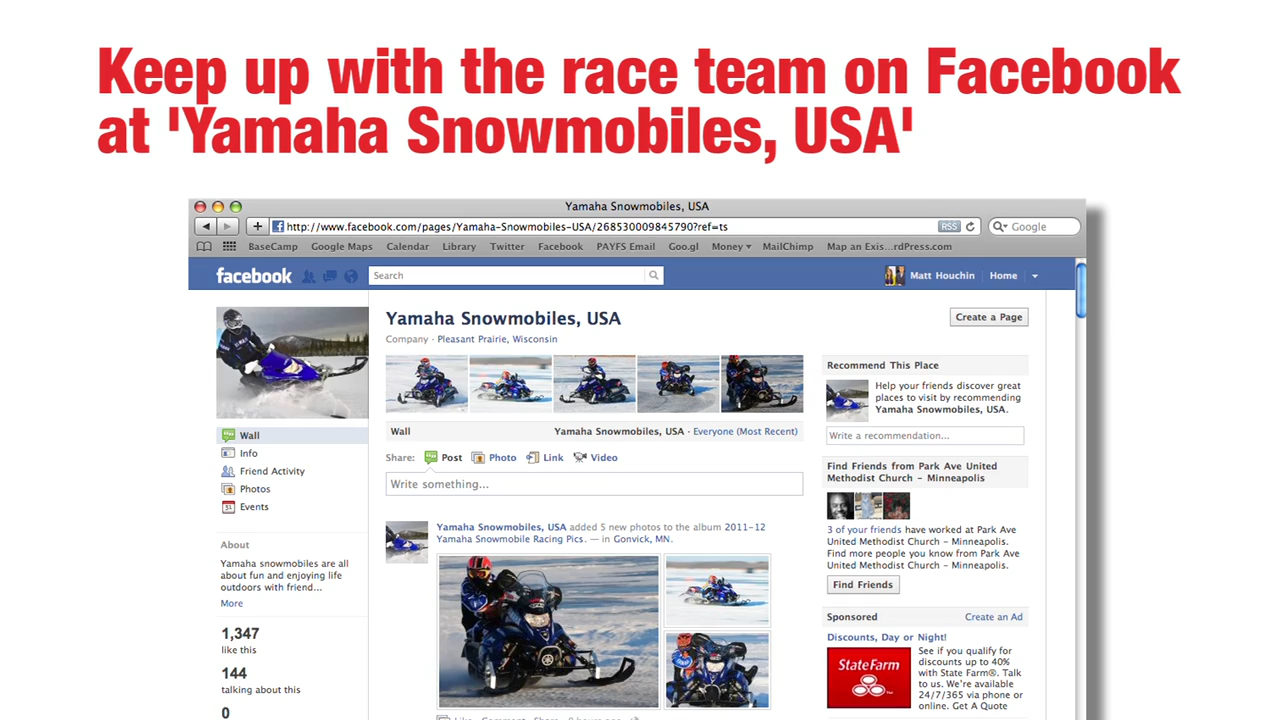 Keep up with the race team on Facebook
at 'Yamaha Snowmobiles, USA'
Yamaha Snowmobiles, USA
http://www.facebook.com/pages/Yamaha-Snowmobiles-USA/268530009845790?ref=ts
RSS
Google
BaseCamp Google Maps Calendar Library Twitter Facebook PAYFS Email Goo.gl Money MailChimp Map an Exis...rdPress.com
facebook
Search
Matt Houchin Home
Yamaha Snowmobiles, USA
Company · Pleasant Prairie, Wisconsin
Create a Page
Wall
Info
Friend Activity
Photos
Events
About
Yamaha snowmobiles are all
about fun and enjoying life
outdoors with friend...
More
1,347
like this
144
talking about this
0
Wall Yamaha Snowmobiles, USA · Everyone (Most Recent)
Share: Post Photo Link Video
Write something...
Yamaha Snowmobiles, USA added 5 new photos to the album 2011-12
Yamaha Snowmobile Racing Pics. — in Gonvick, MN.
Recommend This Place
Help your friends discover great
places to visit by recommending
Yamaha Snowmobiles, USA.
Write a recommendation...
Find Friends from Park Ave United
Methodist Church - Minneapolis
3 of your friends have worked at Park Ave
United Methodist Church - Minneapolis.
Find more people you know from Park Ave
United Methodist Church - Minneapolis.
Find Friends
Sponsored Create an Ad
Discounts, Day or Night!
State Farm
See if you qualify for
discounts up to 40%
with State Farm®. Talk
to us. We're available
24/7/365 via phone or
online. Get A Quote